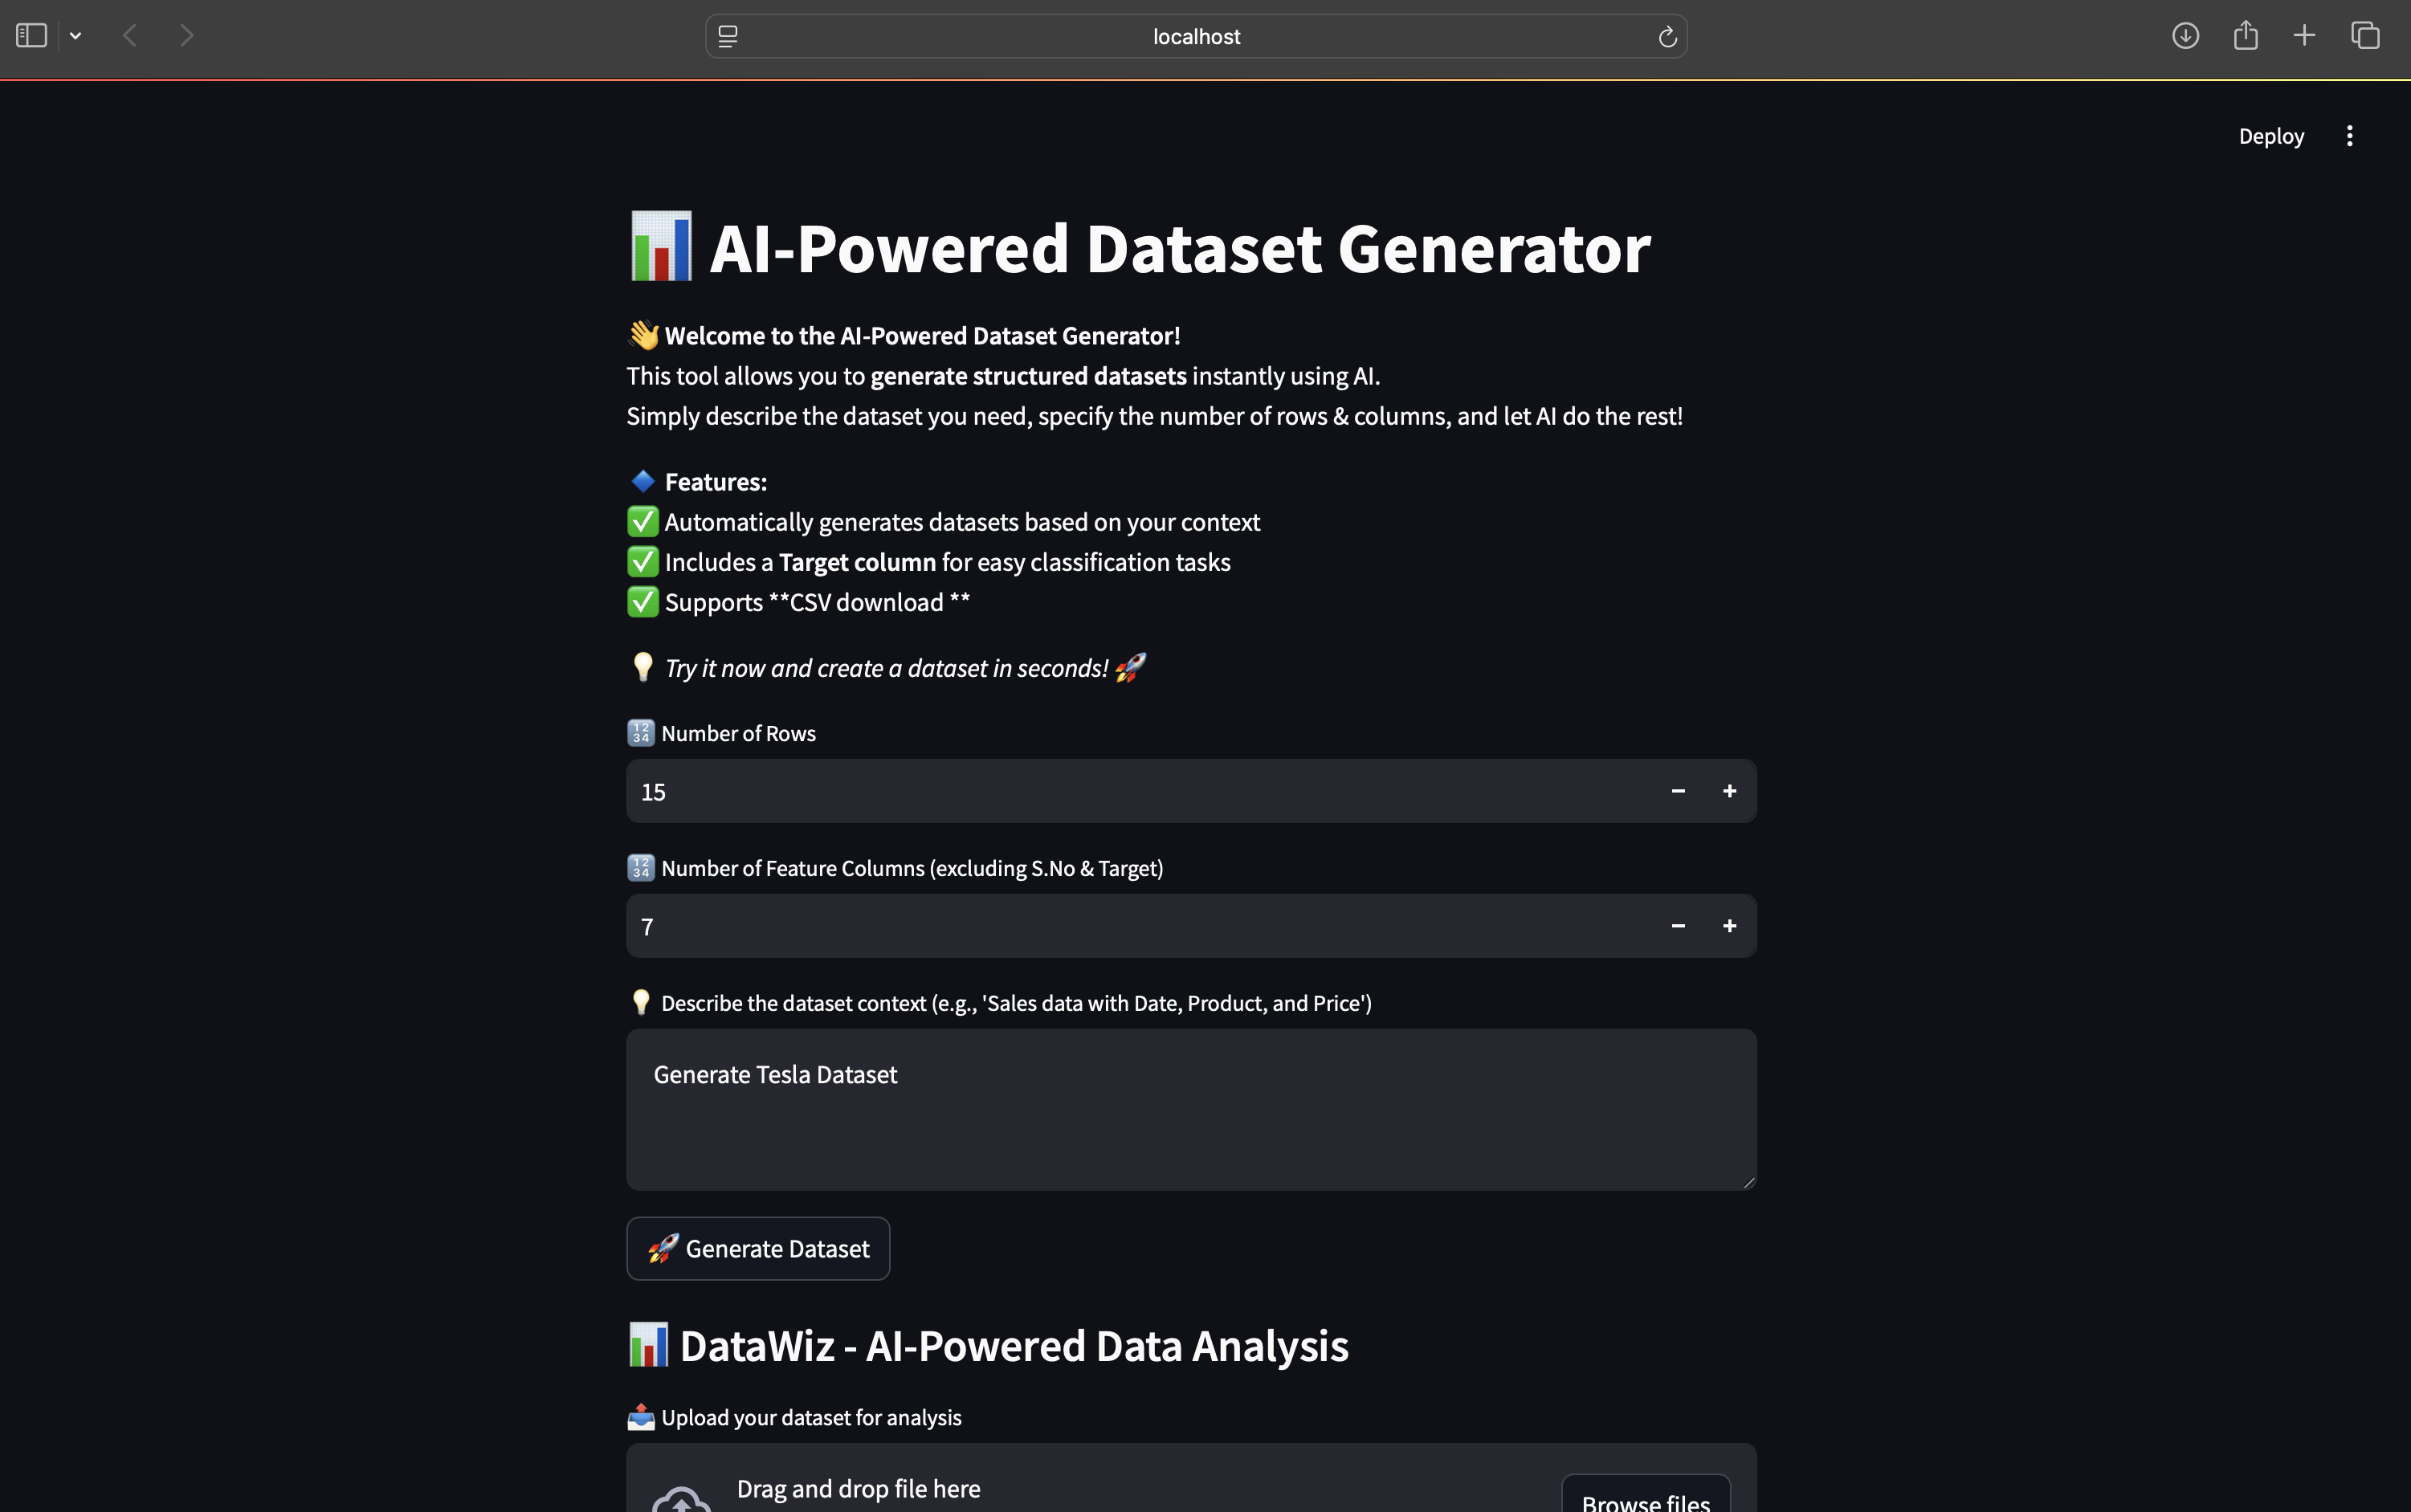 localhost
Deploy
AI-Powered Dataset Generator
Welcome to the AI-Powered Dataset Generator!
This tool allows you to generate structured datasets instantly using AI.
Simply describe the dataset you need, specify the number of rows & columns, and let AI do the rest!
Features:
Automatically generates datasets based on your context
Includes a Target column for easy classification tasks
Supports **CSV download **
Try it now and create a dataset in seconds!
Number of Rows
15
Number of Feature Columns (excluding S.No & Target)
7
Describe the dataset context (e.g., 'Sales data with Date, Product, and Price')
Generate Tesla Dataset
Generate Dataset
DataWiz - AI-Powered Data Analysis
Upload your dataset for analysis
Drag and drop file here
Browse files